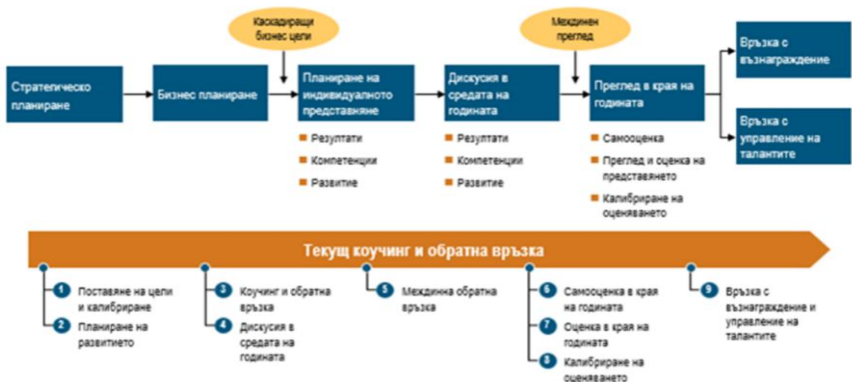 Каскадиращи
бизнес цели
Междинен
преглед
Стратегическо
планиране
Бизнес планиране
Планиране на
индивидуалното
представяне
Дискусия в
средата на
годината
Преглед в края на
годината
Връзка с
възнаграждение
Връзка с
управление на
талантите
Резултати
Компетенции
Развитие
Резултати
Компетенции
Развитие
Самооценка
Преглед и оценка на
представянето
Калибриране на
оценяването
Текущ коучинг и обратна връзка
1 Поставяне на цели
и калибриране
2 Планиране на
развитието
3 Коучинг и обратна
връзка
4 Дискусия в
средата на
годината
5 Междинна обратна
връзка
6 Самооценка в края
на годината
7 Оценка в края на
годината
8 Калибриране на
оценяването
9 Връзка с
възнаграждение и
управление на
талантите